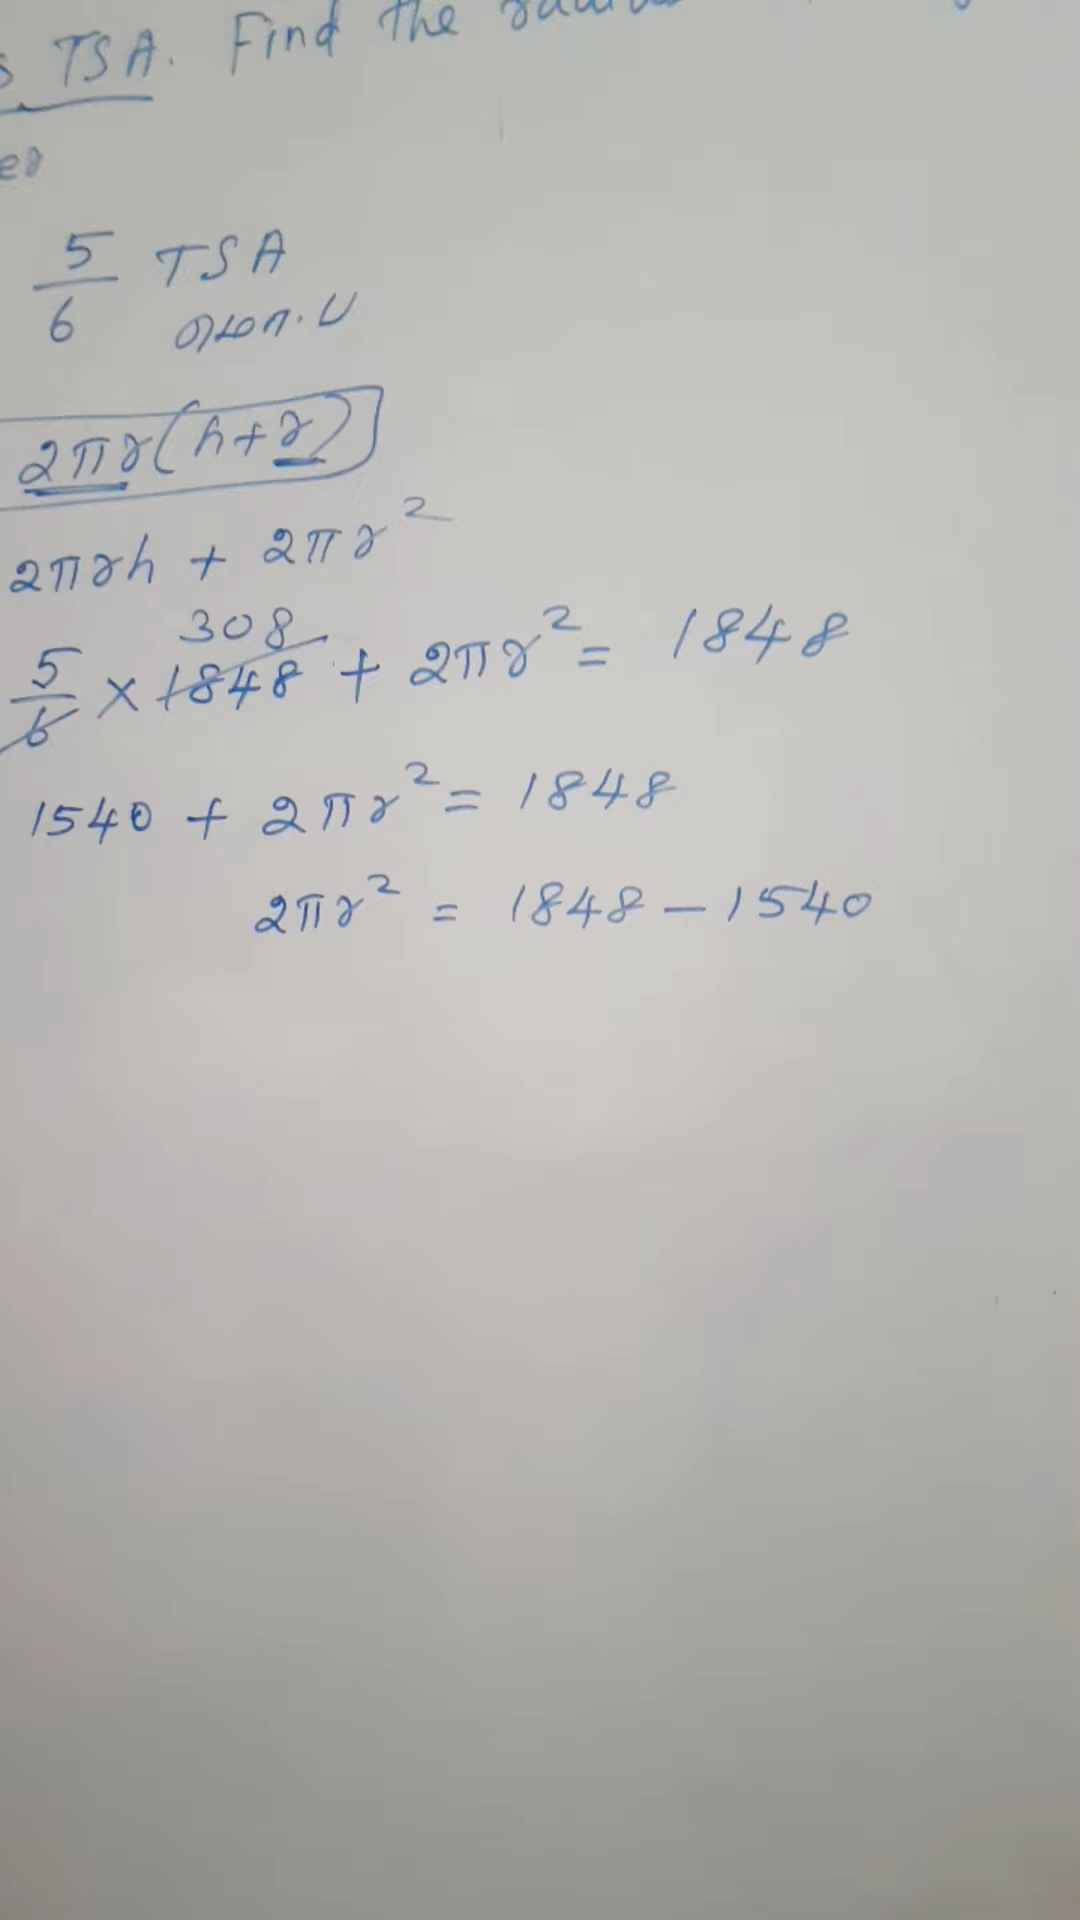 TSA. Find the
5/6 TSA
2πr(h+r)
2πrh + 2πr²
308
5/6 × 1848 + 2πr² = 1848
1540 + 2πr² = 1848
2πr² = 1848 − 1540